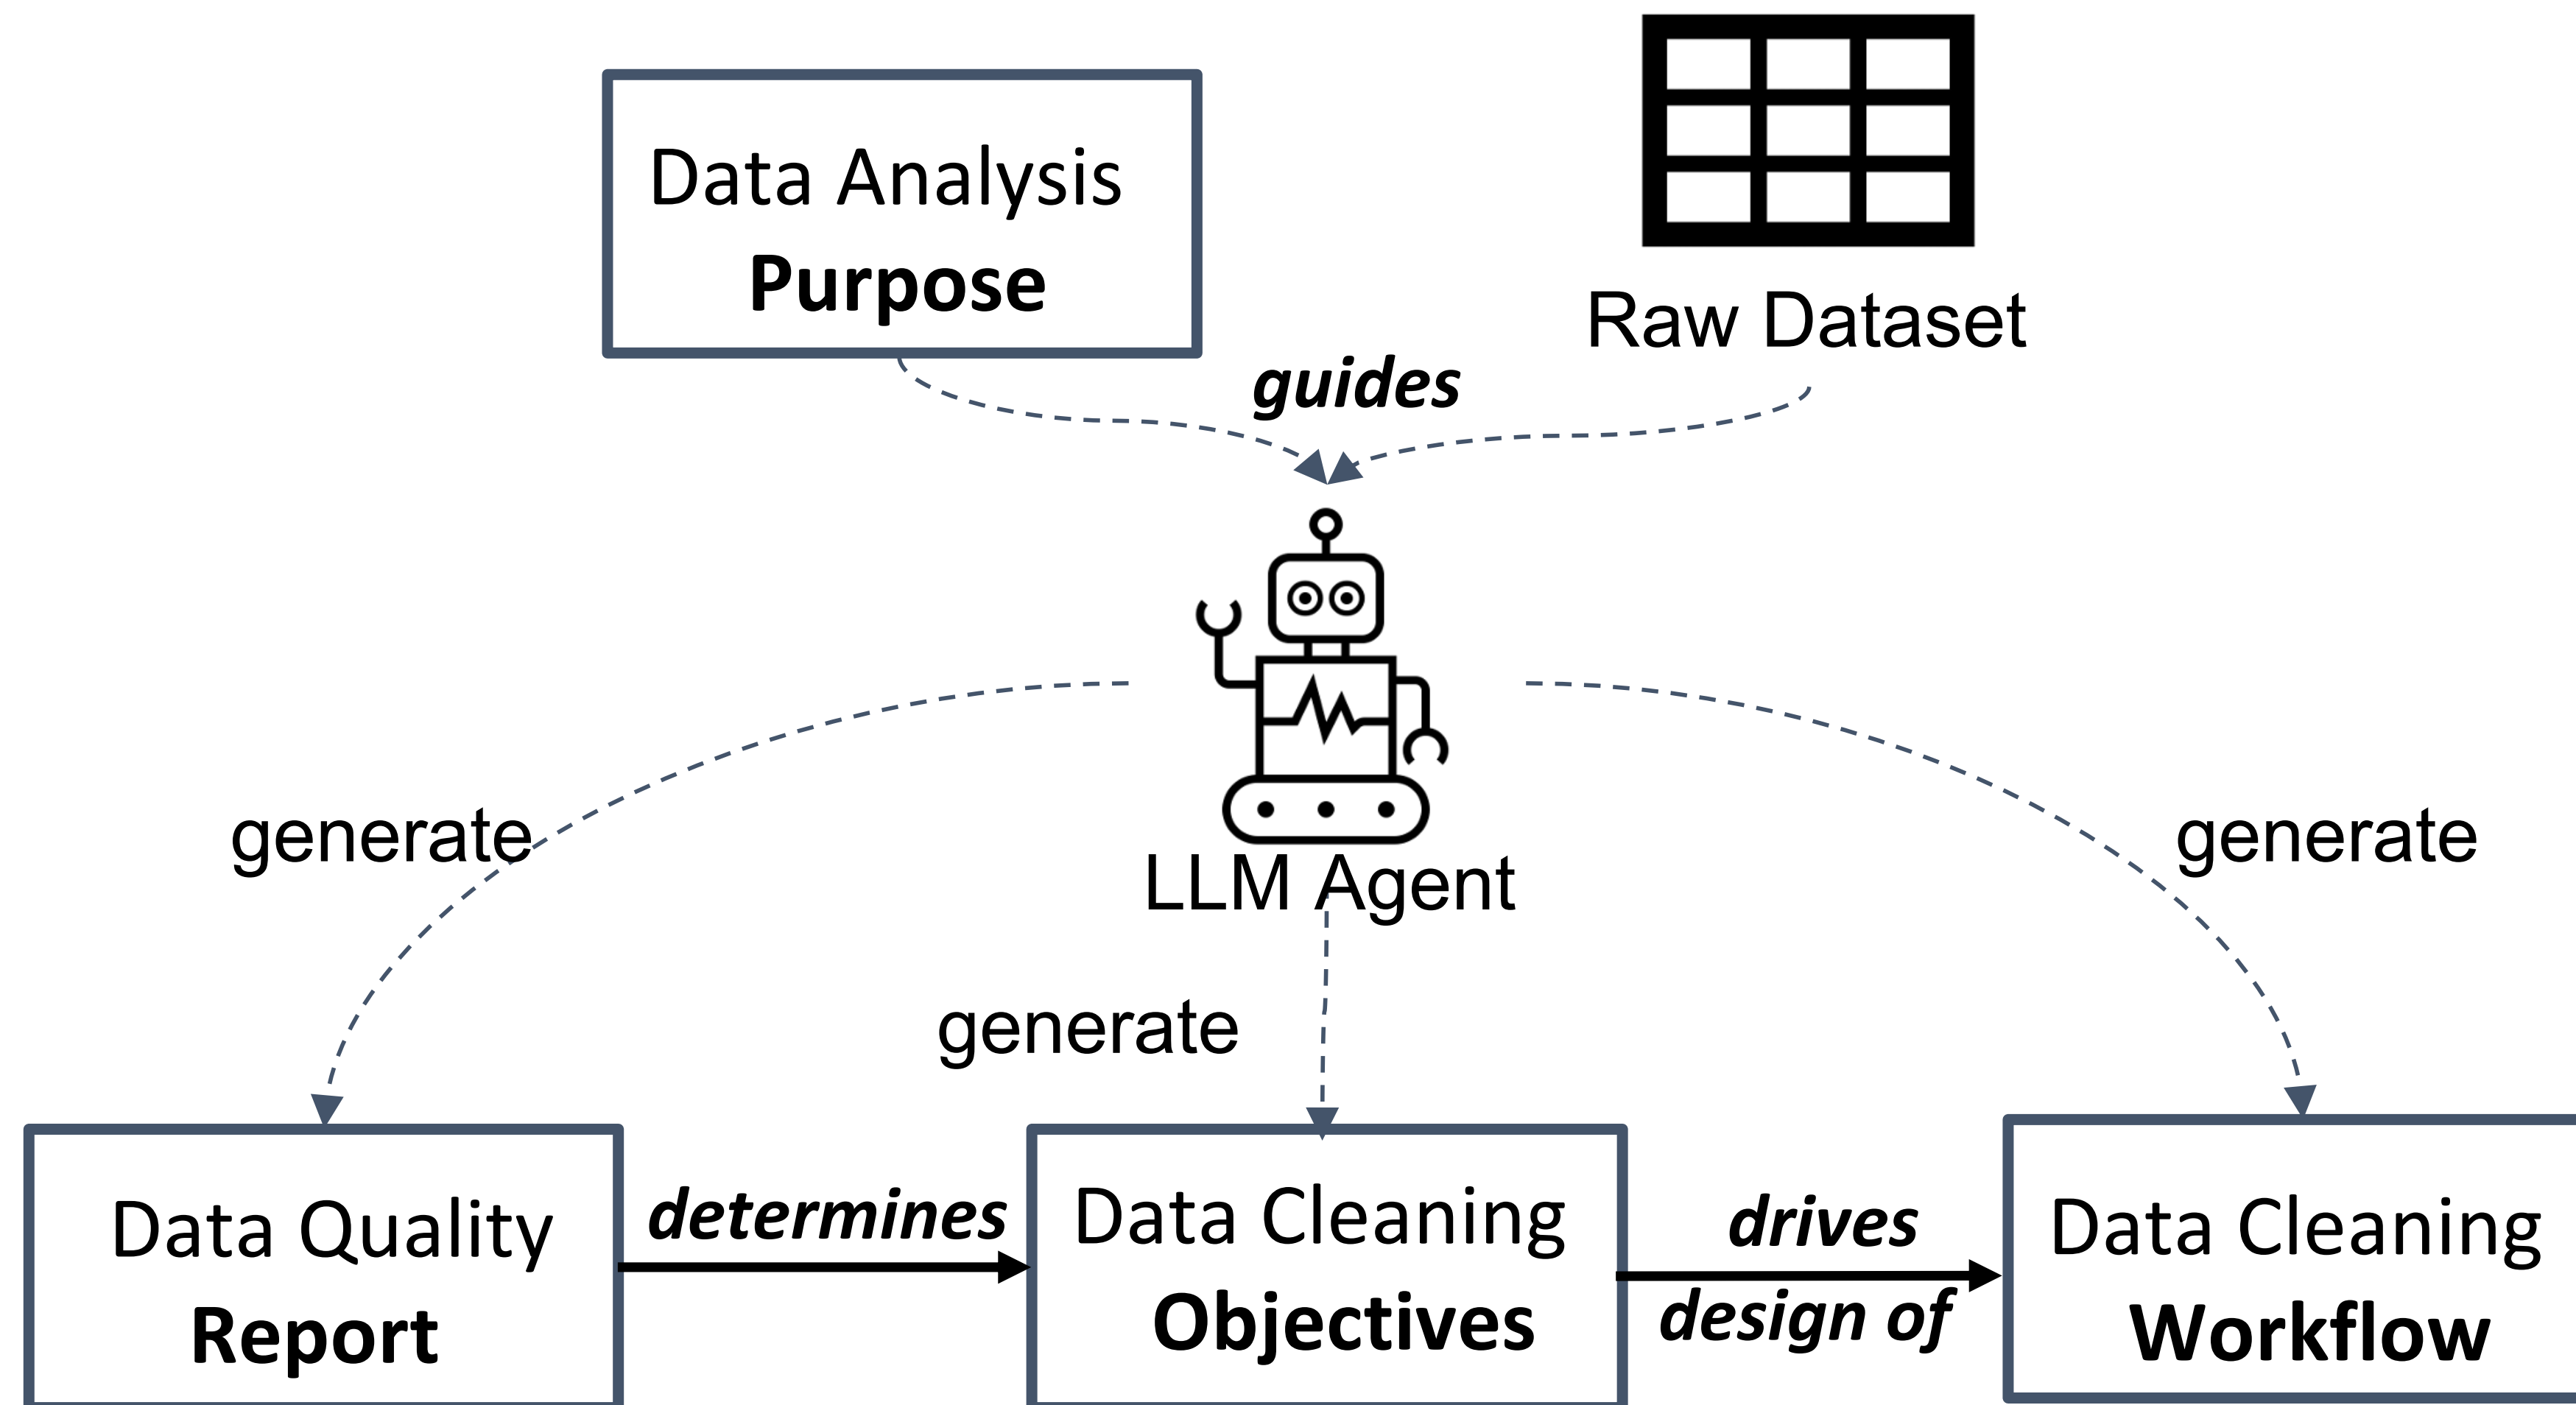 Data Analysis
Purpose
Raw Dataset
guides
LLM Agent
generate
generate
generate
Data Quality
Report
determines
Data Cleaning
Objectives
drives
design of
Data Cleaning
Workflow